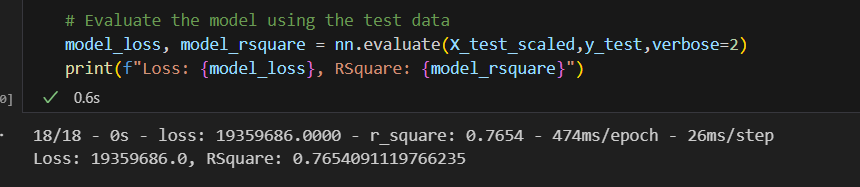 # Evaluate the model using the test data
model_loss, model_rsquare = nn.evaluate(X_test_scaled,y_test,verbose=2)
print(f"Loss: {model_loss}, RSquare: {model_rsquare}")
0] ✓ 0.6s
18/18 - 0s - loss: 19359686.0000 - r_square: 0.7654 - 474ms/epoch - 26ms/step
Loss: 19359686.0, RSquare: 0.7654091119766235